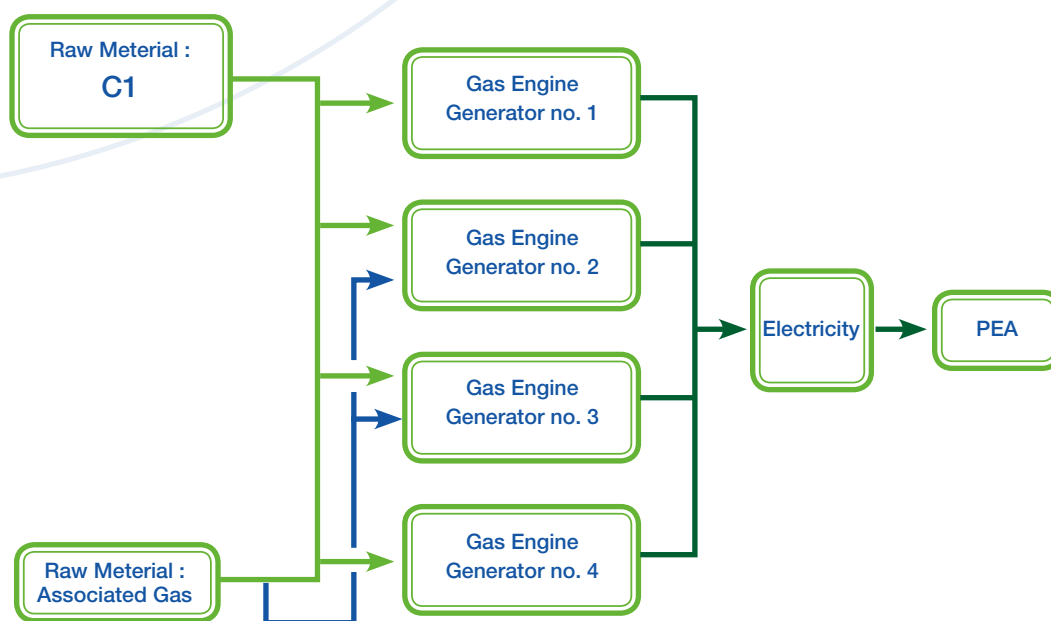 Raw Meterial :
C1
Gas Engine
Generator no. 1
Gas Engine
Generator no. 2
Gas Engine
Generator no. 3
Gas Engine
Generator no. 4
Raw Meterial :
Associated Gas
Electricity
PEA